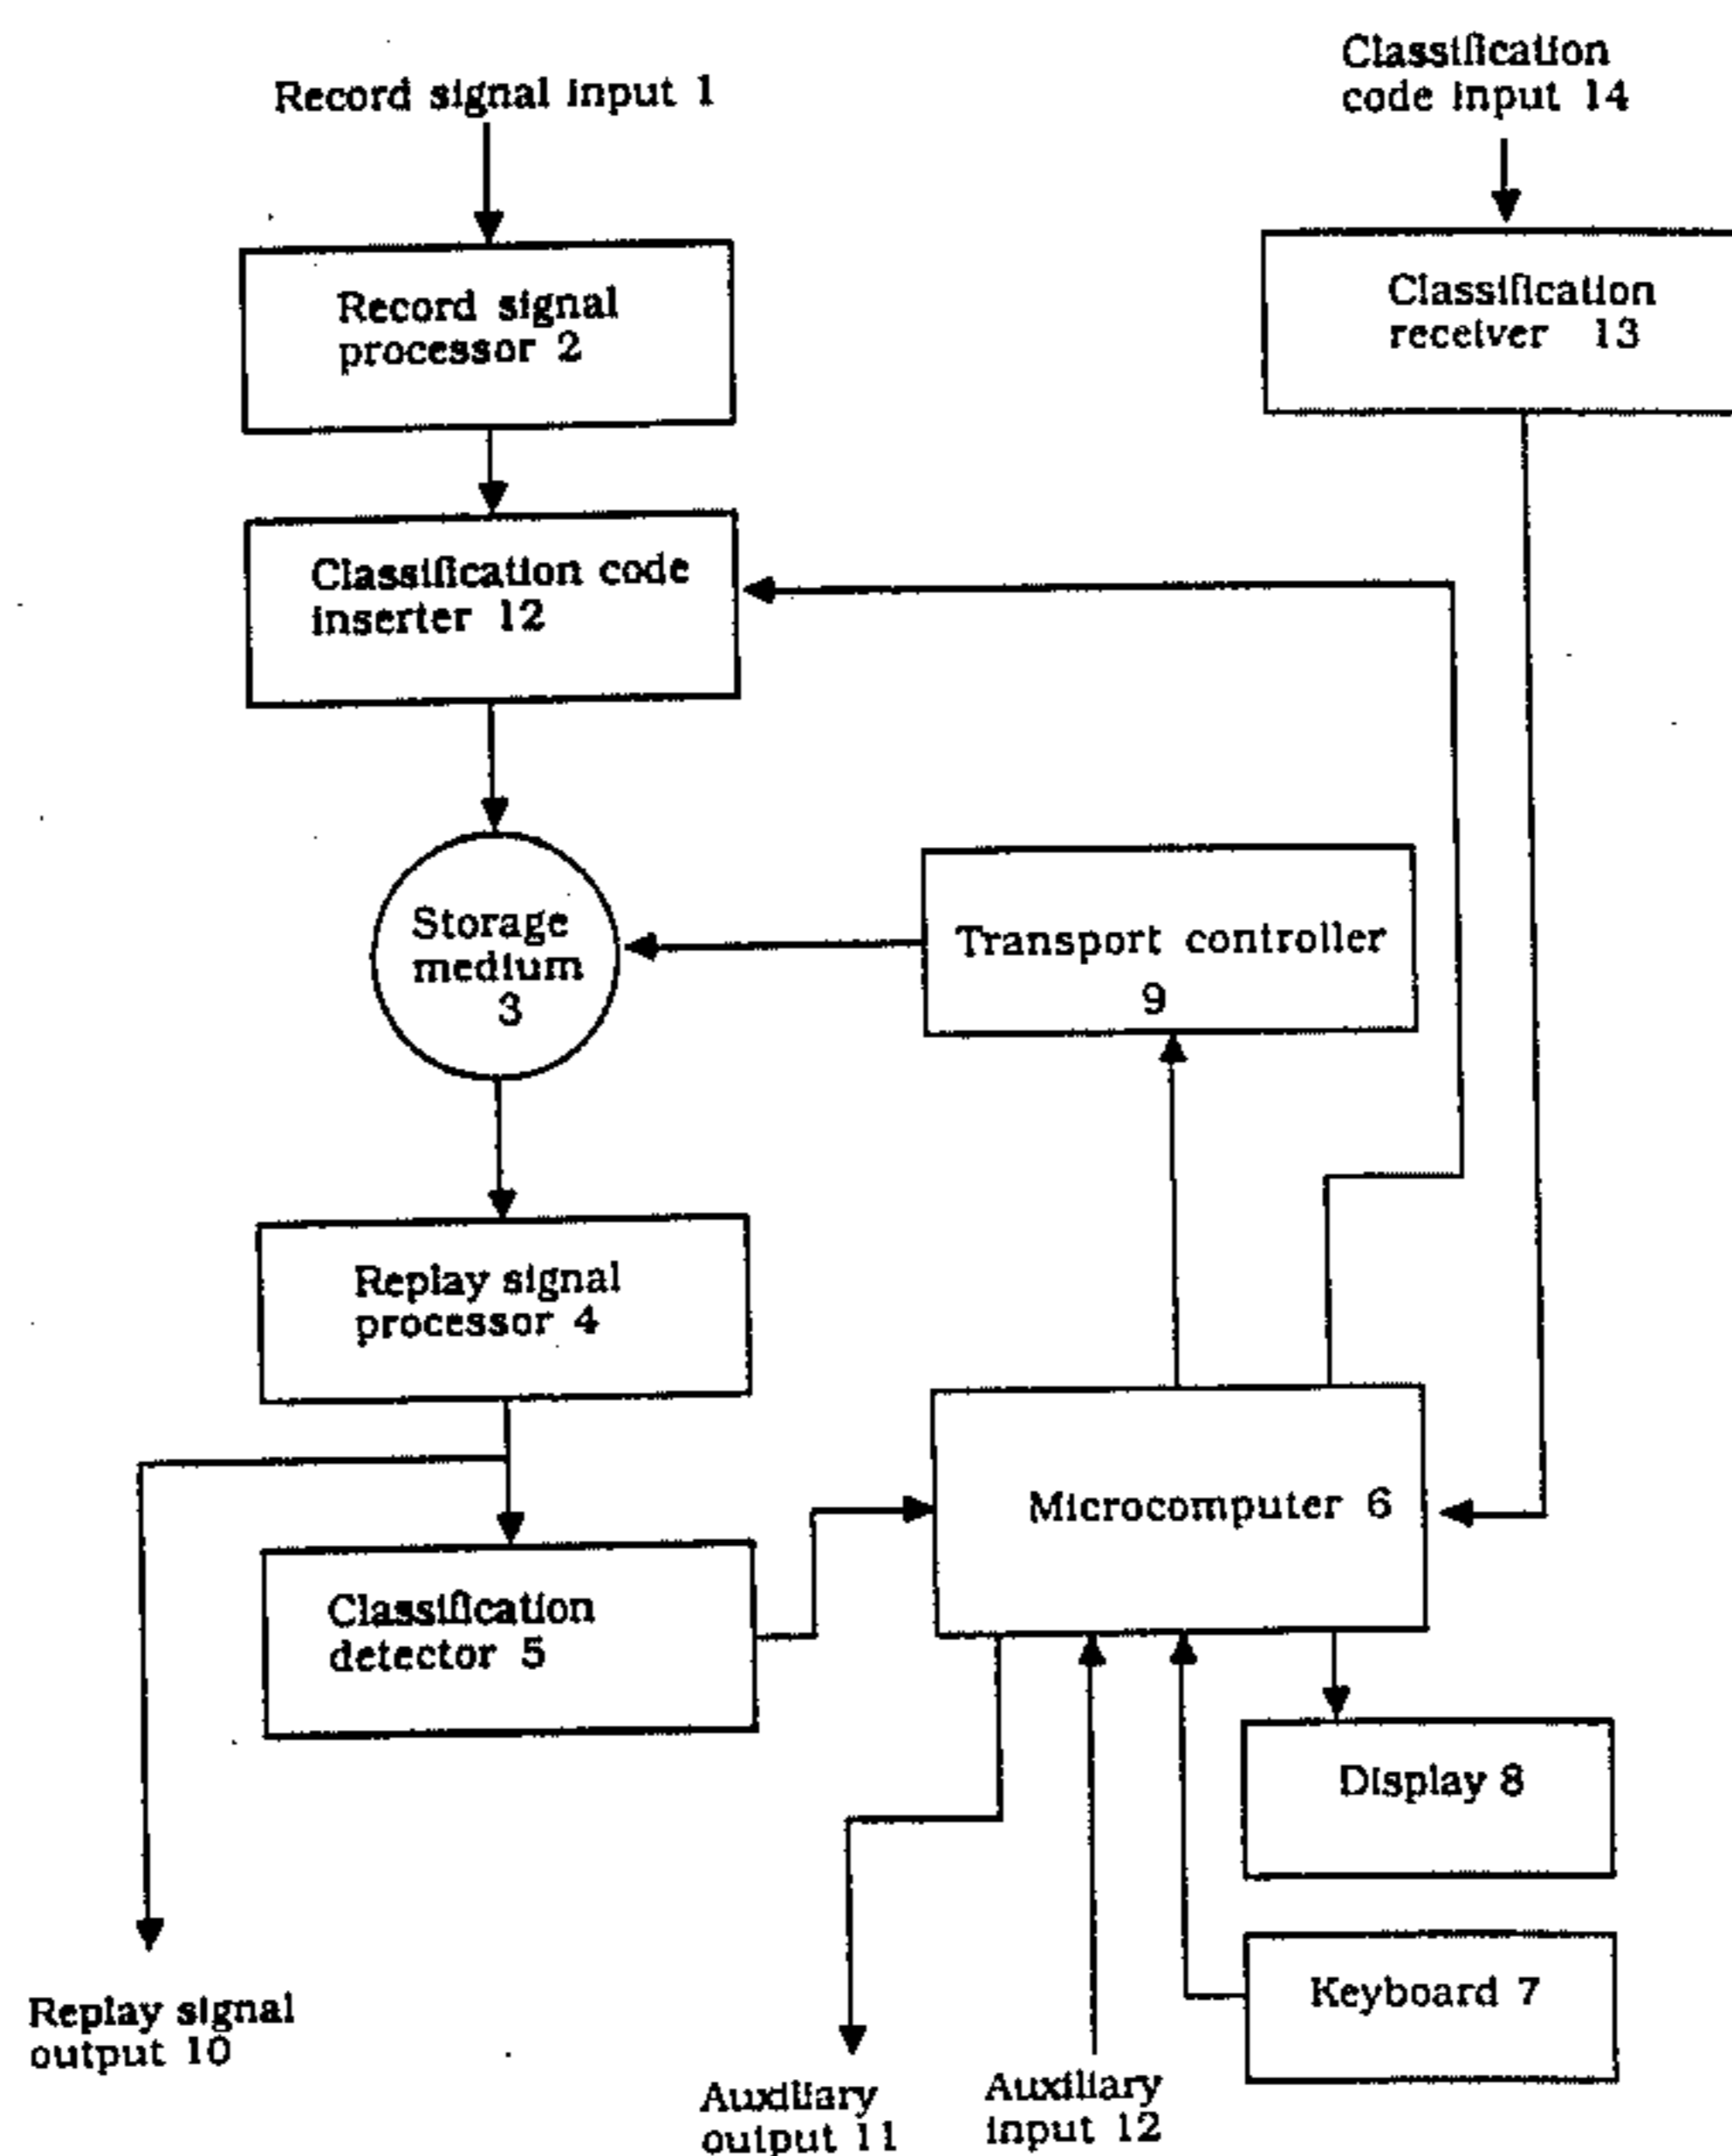 Record signal input 1
Classification
code input 14
Record signal
processor 2
Classification
receiver 13
Classification code
inserter 12
Storage
medium
3
Transport controller
9
Replay signal
processor 4
Microcomputer 6
Classification
detector 5
Display 8
Keyboard 7
Replay signal
output 10
Auxiliary
output 11
Auxiliary
input 12